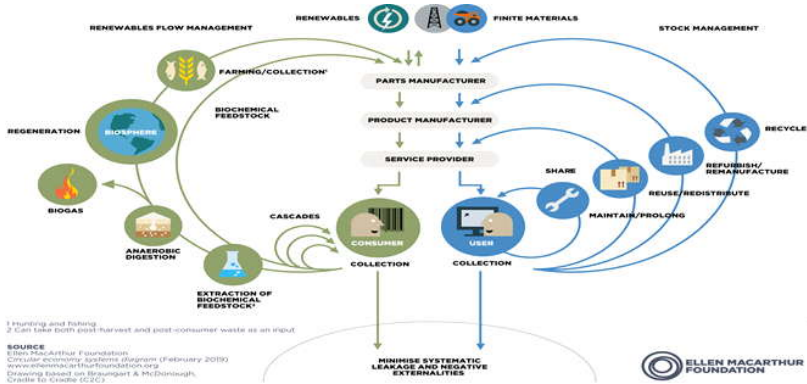 RENEWABLES
FINITE MATERIALS
RENEWABLES FLOW MANAGEMENT
STOCK MANAGEMENT
FARMING/COLLECTION¹
PARTS MANUFACTURER
BIOCHEMICAL
FEEDSTOCK
PRODUCT MANUFACTURER
REGENERATION
BIOSPHERE
RECYCLE
SERVICE PROVIDER
REFURBISH/
REMANUFACTURE
SHARE
REUSE/REDISTRIBUTE
BIOGAS
CASCADES
MAINTAIN/PROLONG
CONSUMER
USER
ANAEROBIC
DIGESTION
COLLECTION
COLLECTION
EXTRACTION OF
BIOCHEMICAL
FEEDSTOCK²
1 Hunting and fishing
2 Can take both post-harvest and post-consumer waste as an input
SOURCE
Ellen MacArthur Foundation
Circular economy systems diagram (February 2019)
www.ellenmacarthurfoundation.org
Drawing based on Braungart & McDonough,
Cradle to Cradle (C2C)
MINIMISE SYSTEMATIC
LEAKAGE AND NEGATIVE
EXTERNALITIES
ELLEN MACARTHUR
FOUNDATION